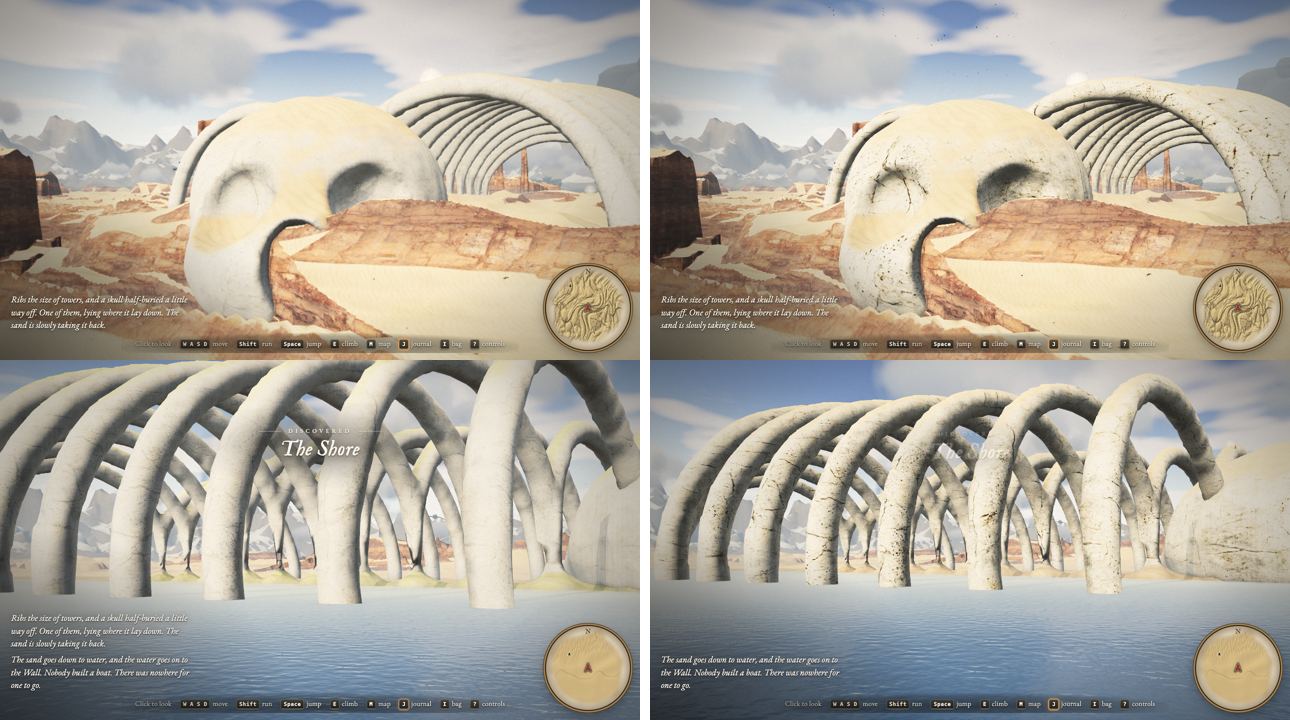 Ribs the size of towers, and a skull half-buried a little
way off. One of them, lying where it lay down. The
sand is slowly taking it back.
N
Click to look W A S D move Shift run Space jump E climb M map J journal I bag ? controls
Ribs the size of towers, and a skull half-buried a little
way off. One of them, lying where it lay down. The
sand is slowly taking it back.
N
Click to look W A S D move Shift run Space jump E climb M map J journal I bag ? controls
DISCOVERED
The Shore
Ribs the size of towers, and a skull half-buried a little
way off. One of them, lying where it lay down. The
sand is slowly taking it back.
The sand goes down to water, and the water goes on to
the Wall. Nobody built a boat. There was nowhere for
one to go.
N
Click to look W A S D move Shift run Space jump E climb M map J journal I bag ? controls
The Shore
The sand goes down to water, and the water goes on to
the Wall. Nobody built a boat. There was nowhere for
one to go.
N
Click to look W A S D move Shift run Space jump E climb M map J journal I bag ? controls